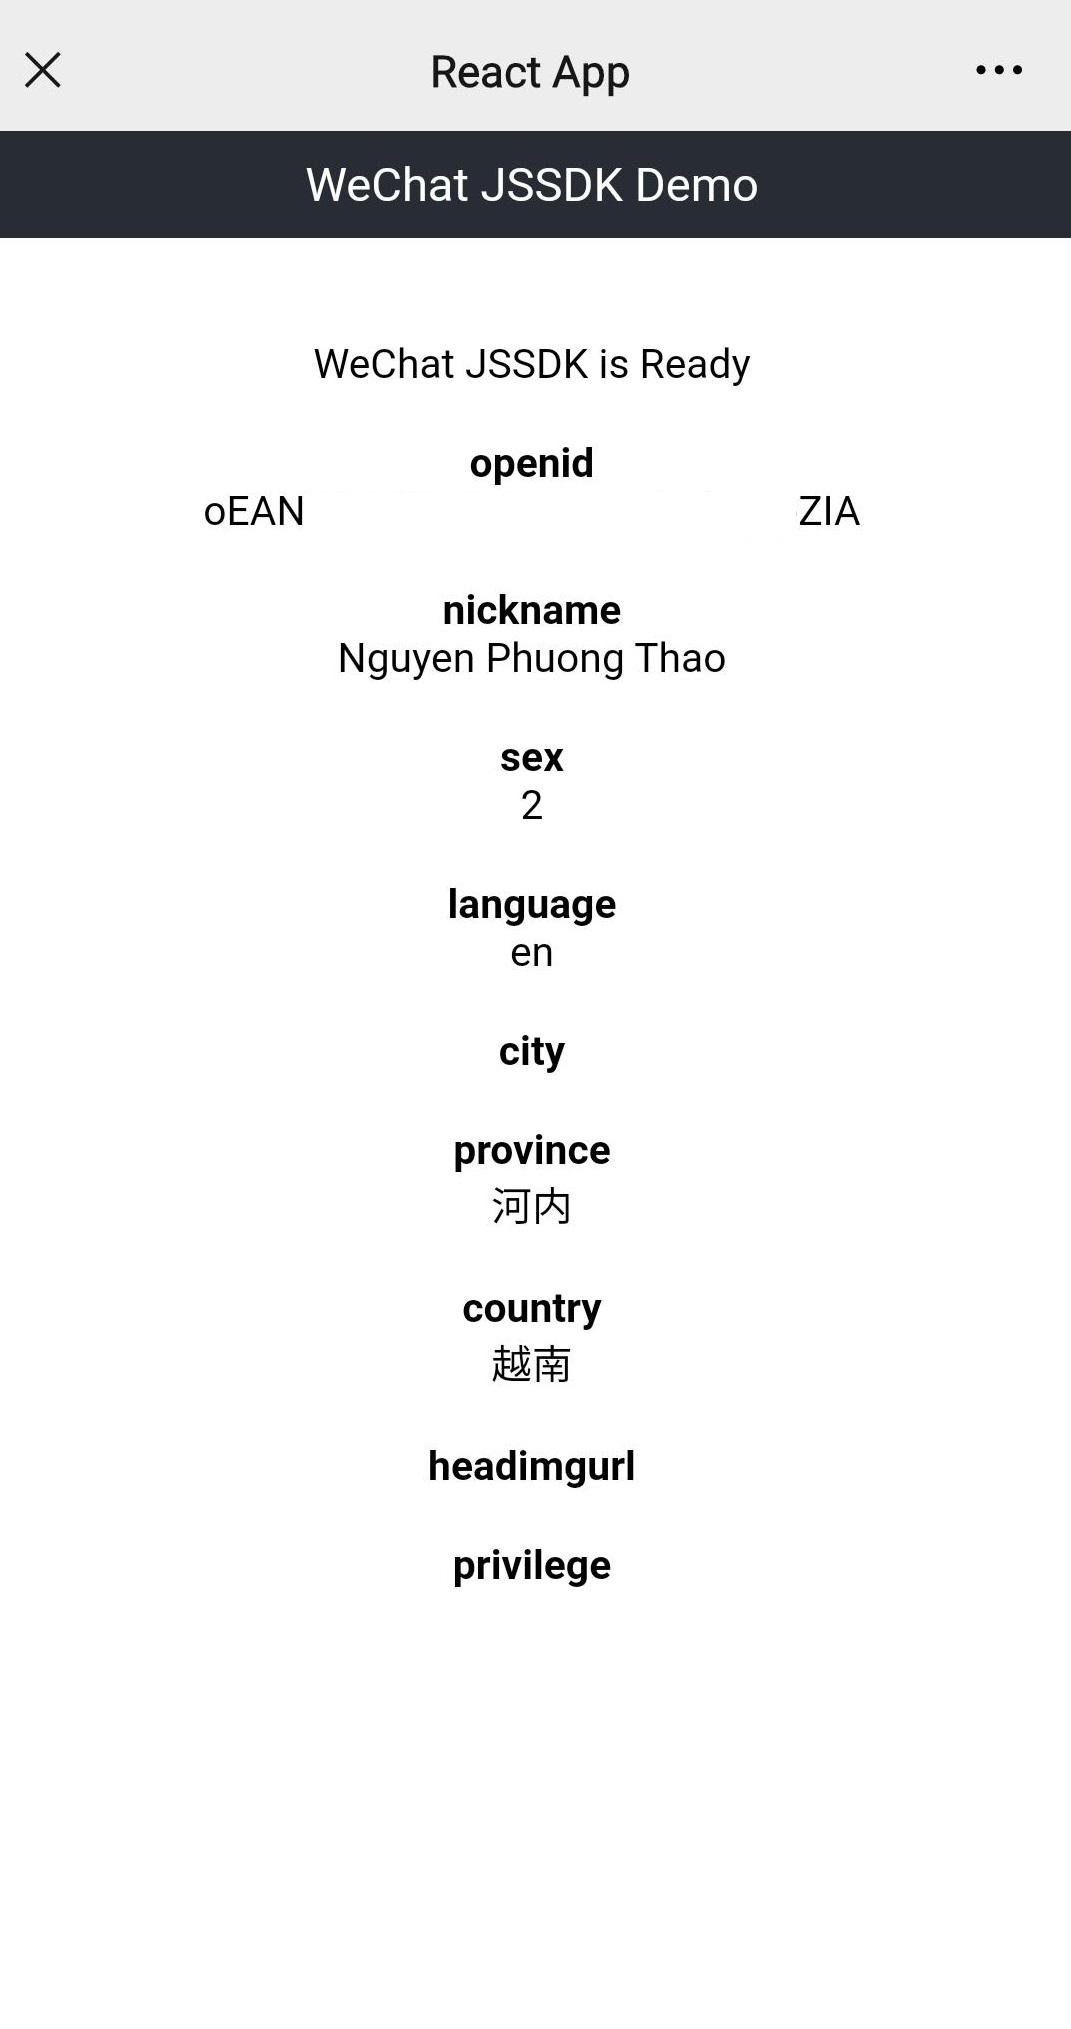 React App
WeChat JSSDK Demo
WeChat JSSDK is Ready
openid
oEAN ZIA
nickname
Nguyen Phuong Thao
sex
2
language
en
city
province
河内
country
越南
headimgurl
privilege